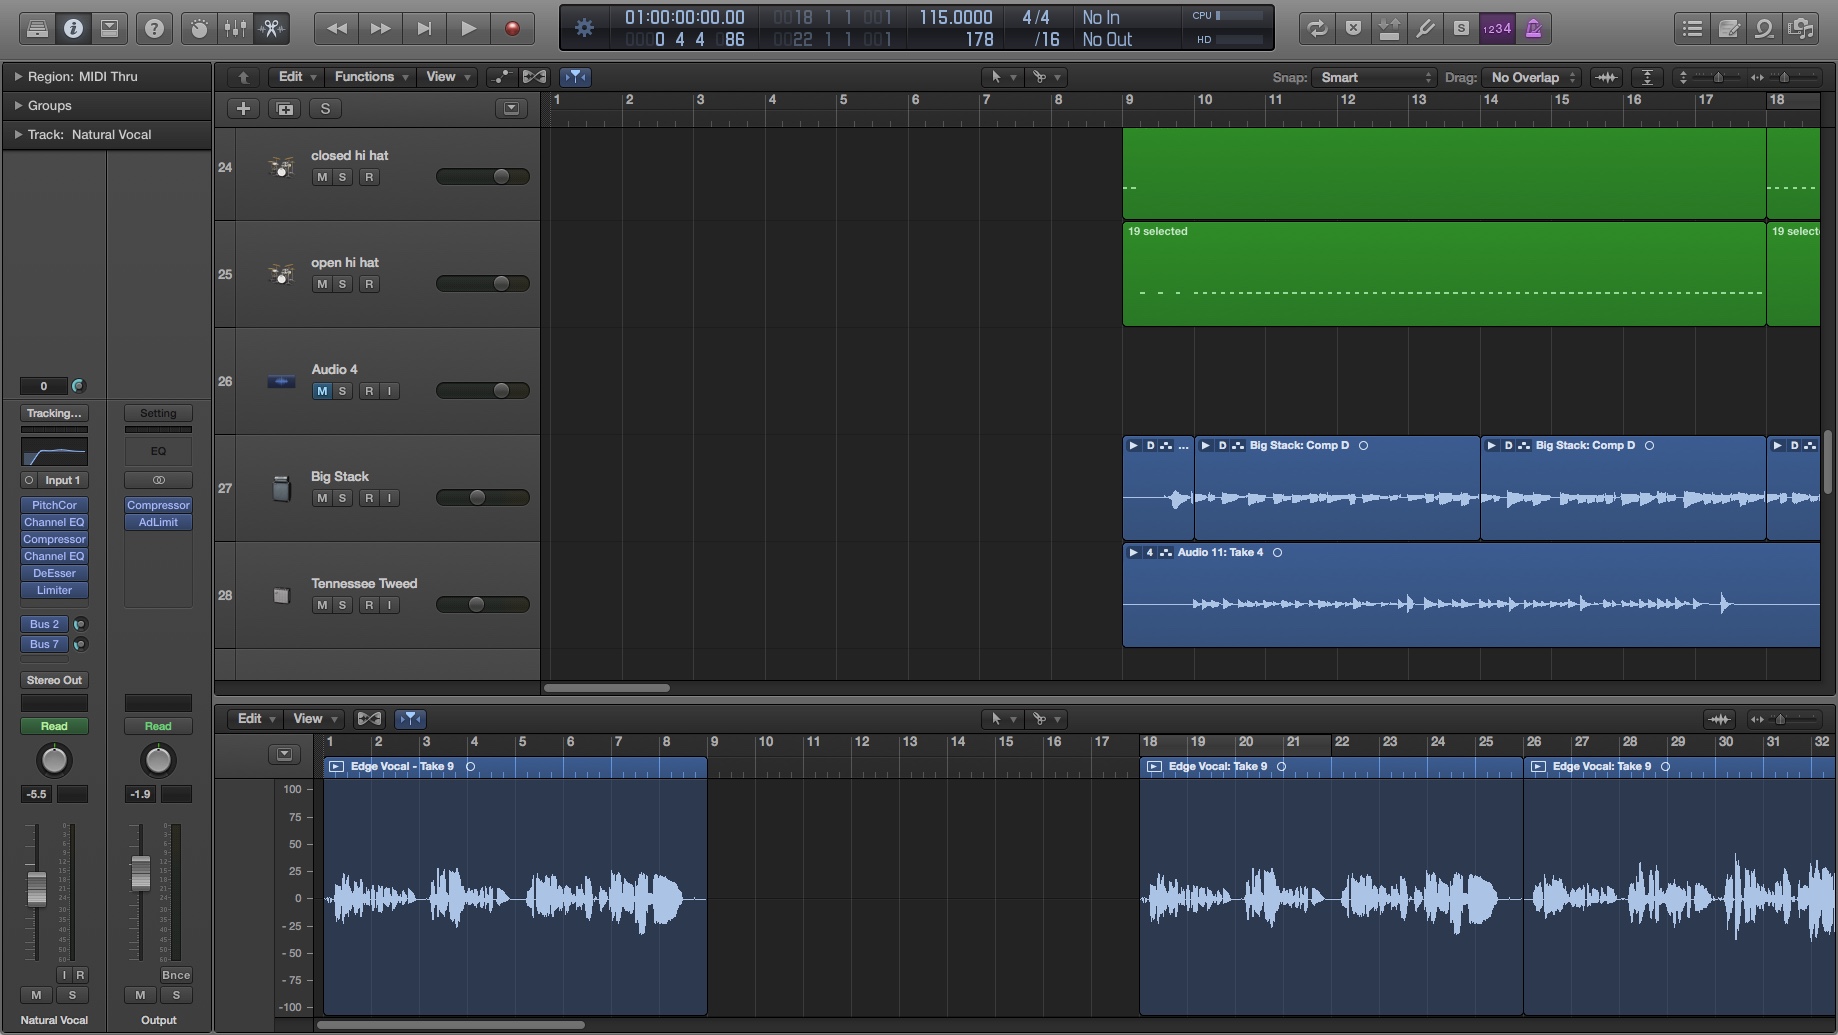 01:00:00:00.00
0 4 4 86
0018 1 1 001
0022 1 1 001
115.0000
178
4/4
/16
No In
No Out
CPU
HD
S
1234
Region: MIDI Thru
Groups
Track: Natural Vocal
Edit
Functions
View
Snap: Smart
Drag: No Overlap
S
1 2 3 4 5 6 7 8 9 10 11 12 13 14 15 16 17 18
24
closed hi hat
M S R
25
open hi hat
M S R
19 selected
19 select
26
Audio 4
M S R I
27
Big Stack
M S R I
D ...
D Big Stack: Comp D
D Big Stack: Comp D
D
28
Tennessee Tweed
M S R I
4 Audio 11: Take 4
0
Tracking...
Setting
EQ
Input 1
PitchCor
Channel EQ
Compressor
Channel EQ
DeEsser
Limiter
Compressor
AdLimit
Bus 2
Bus 7
Stereo Out
Read
Read
-5.5
-1.9
I R
Bnce
M S
M S
Natural Vocal
Output
Edit
View
1 2 3 4 5 6 7 8 9 10 11 12 13 14 15 16 17 18 19 20 21 22 23 24 25 26 27 28 29 30 31 32
Edge Vocal - Take 9
Edge Vocal: Take 9
Edge Vocal: Take 9
100
75
50
25
0
-25
-50
-75
-100